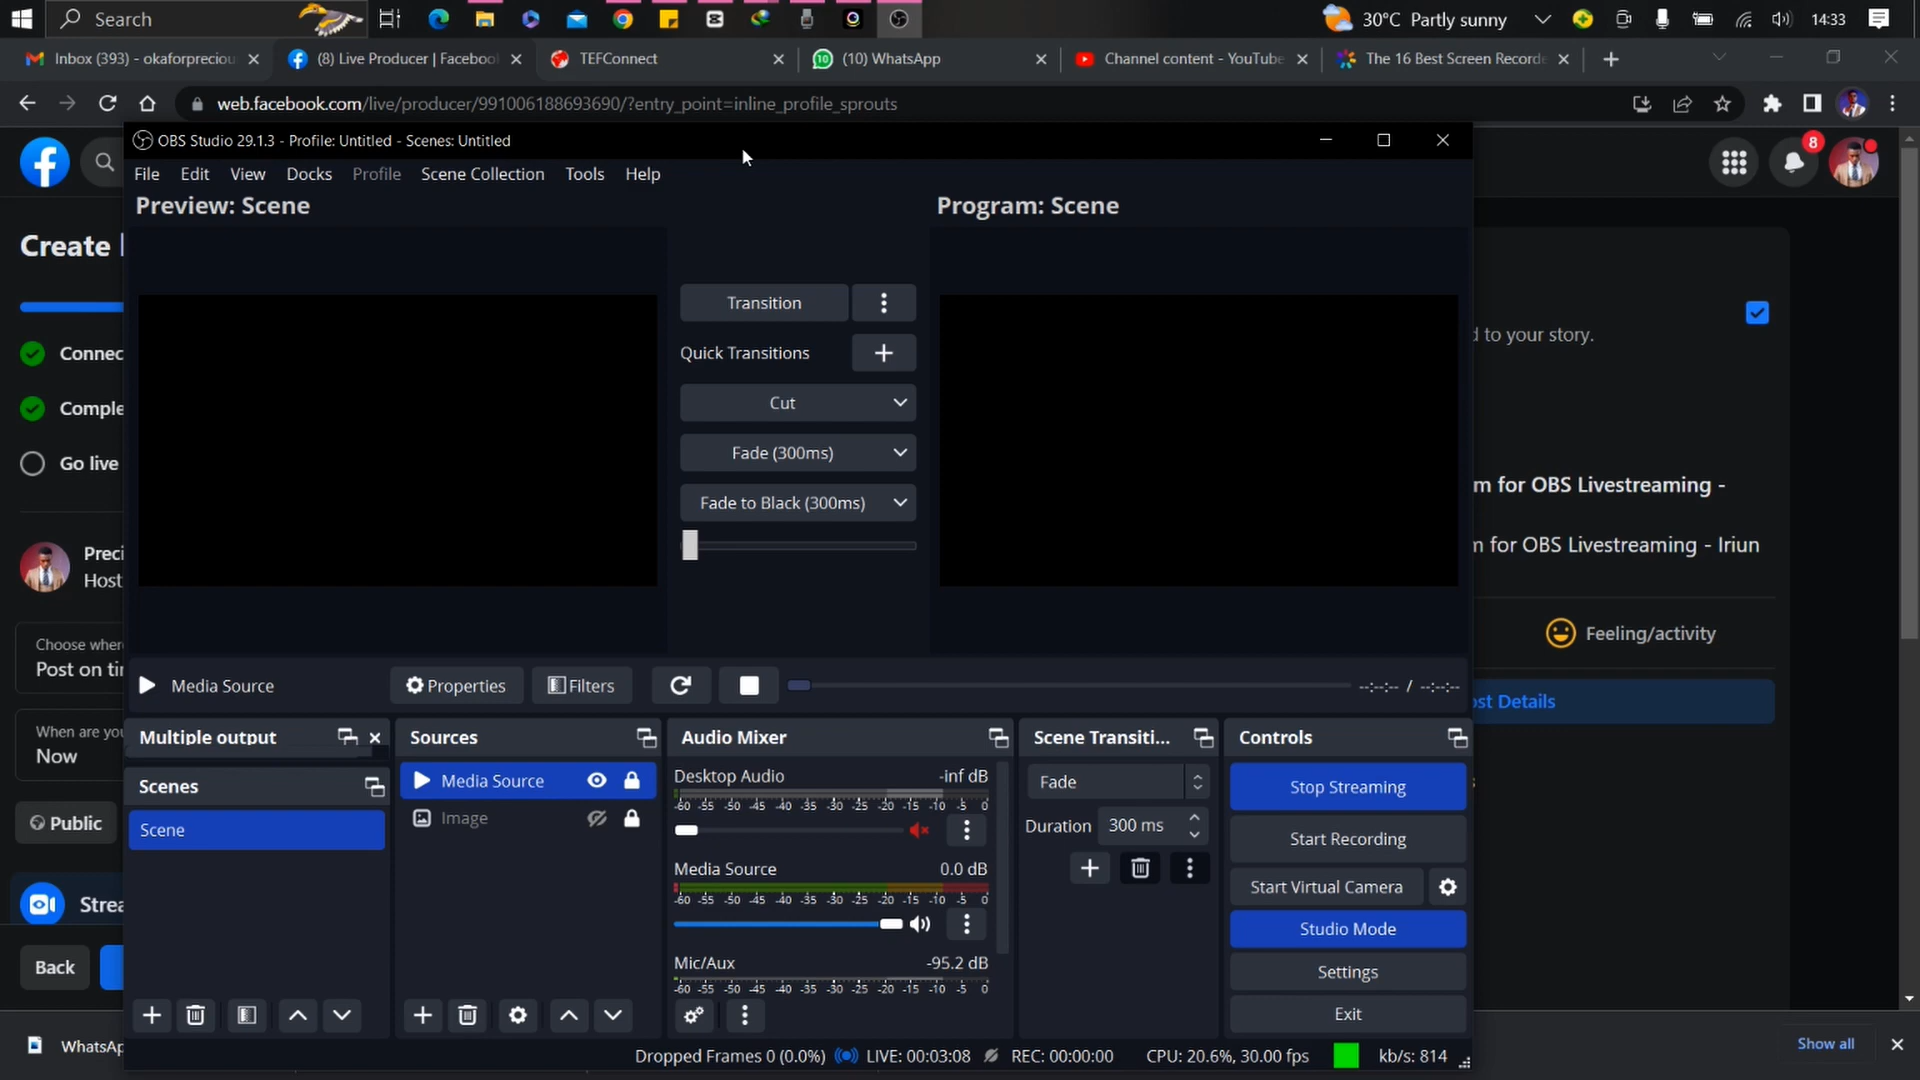 Search
30°C Partly sunny
14:33
Inbox (393) - okaforpreciou
(8) Live Producer | Facebook
TEFConnect
(10) WhatsApp
Channel content - YouTube
The 16 Best Screen Recorde
web.facebook.com/live/producer/991006188693690/?entry_point=inline_profile_sprouts
OBS Studio 29.1.3 - Profile: Untitled - Scenes: Untitled
File Edit View Docks Profile Scene Collection Tools Help
8
Preview: Scene
Program: Scene
Create
Transition
Quick Transitions
Cut
Fade (300ms)
Fade to Black (300ms)
Connec
Comple
Go live
d to your story.
m for OBS Livestreaming -
m for OBS Livestreaming - Iriun
Preci
Host
Feeling/activity
Choose wher
Post on tir
Media Source
Properties
Filters
--:--:-- / --:--:--
ost Details
When are you
Now
Multiple output
Sources
Audio Mixer
Scene Transiti...
Controls
Scenes
Scene
Media Source
Image
Desktop Audio -inf dB
-60 -55 -50 -45 -40 -35 -30 -25 -20 -15 -10 -5 0
Media Source 0.0 dB
-60 -55 -50 -45 -40 -35 -30 -25 -20 -15 -10 -5 0
Mic/Aux -95.2 dB
-60 -55 -50 -45 -40 -35 -30 -25 -20 -15 -10 -5 0
Fade
Duration 300 ms
Stop Streaming
Start Recording
Start Virtual Camera
Studio Mode
Settings
Exit
Public
Strea
Back
WhatsAp
Dropped Frames 0 (0.0%) LIVE: 00:03:08 REC: 00:00:00 CPU: 20.6%, 30.00 fps kb/s: 814
Show all